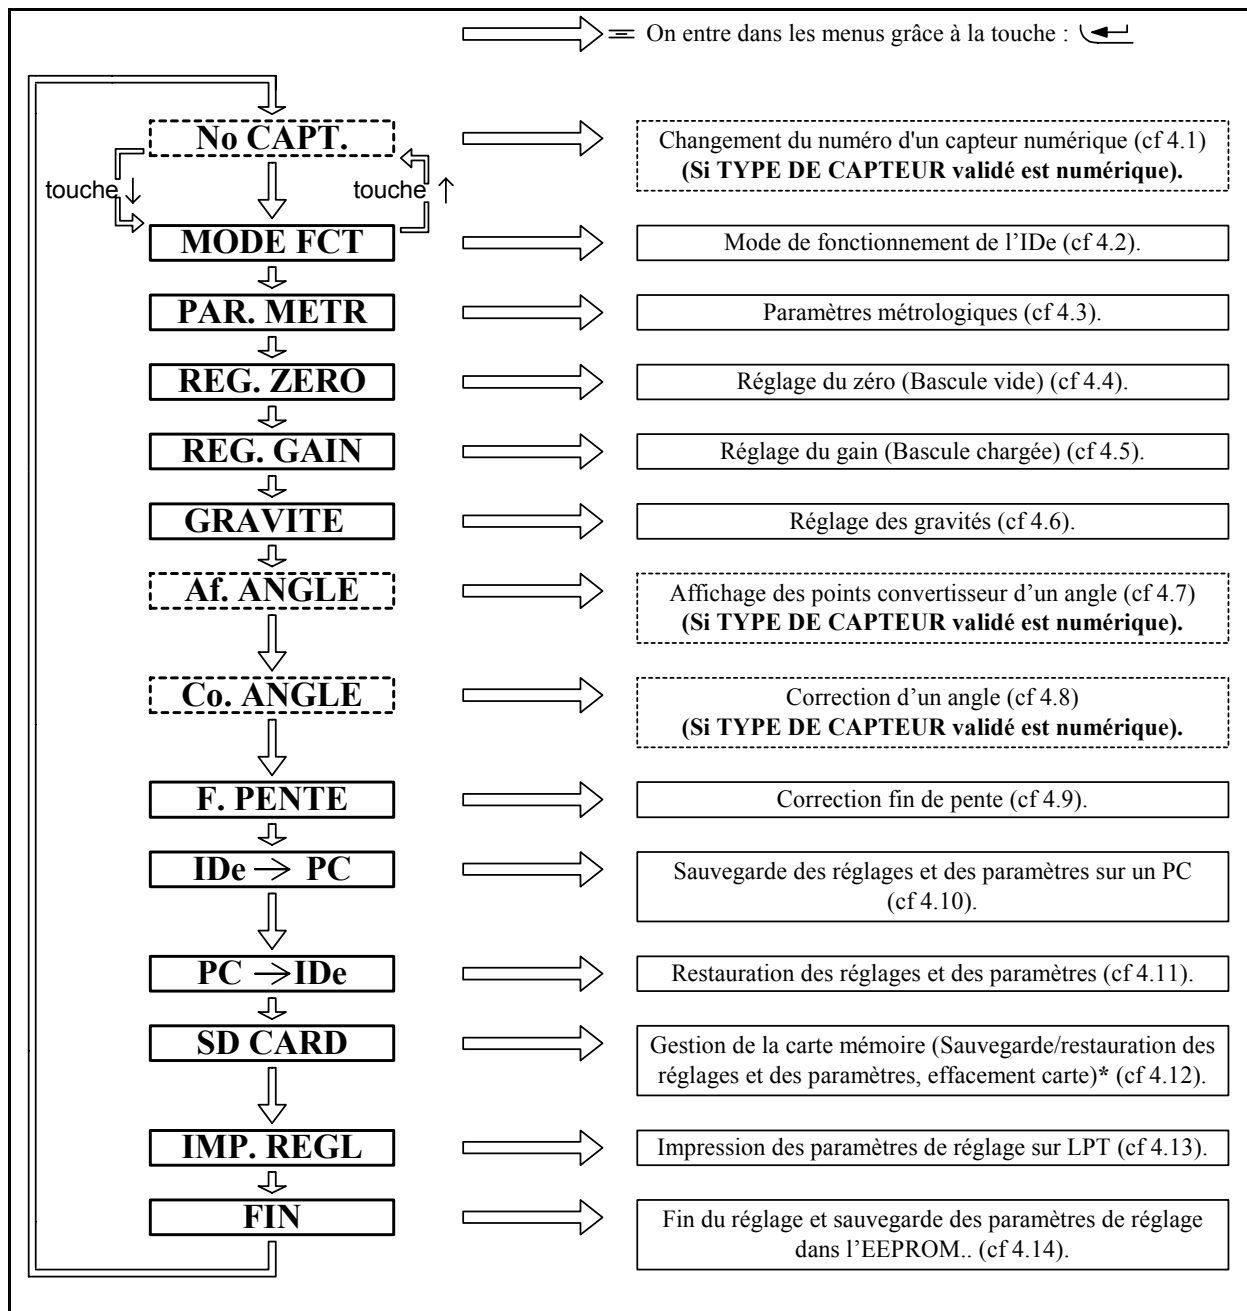 = On entre dans les menus grâce à la touche :
No CAPT.
Changement du numéro d'un capteur numérique (cf 4.1)
(Si TYPE DE CAPTEUR validé est numérique).
touche ↓
touche ↑
MODE FCT
Mode de fonctionnement de l’IDe (cf 4.2).
PAR. METR
Paramètres métrologiques (cf 4.3).
REG. ZERO
Réglage du zéro (Bascule vide) (cf 4.4).
REG. GAIN
Réglage du gain (Bascule chargée) (cf 4.5).
GRAVITE
Réglage des gravités (cf 4.6).
Af. ANGLE
Affichage des points convertisseur d’un angle (cf 4.7)
(Si TYPE DE CAPTEUR validé est numérique).
Co. ANGLE
Correction d’un angle (cf 4.8)
(Si TYPE DE CAPTEUR validé est numérique).
F. PENTE
Correction fin de pente (cf 4.9).
IDe → PC
Sauvegarde des réglages et des paramètres sur un PC
(cf 4.10).
PC → IDe
Restauration des réglages et des paramètres (cf 4.11).
SD CARD
Gestion de la carte mémoire (Sauvegarde/restauration des
réglages et des paramètres, effacement carte)* (cf 4.12).
IMP. REGL
Impression des paramètres de réglage sur LPT (cf 4.13).
FIN
Fin du réglage et sauvegarde des paramètres de réglage
dans l’EEPROM.. (cf 4.14).